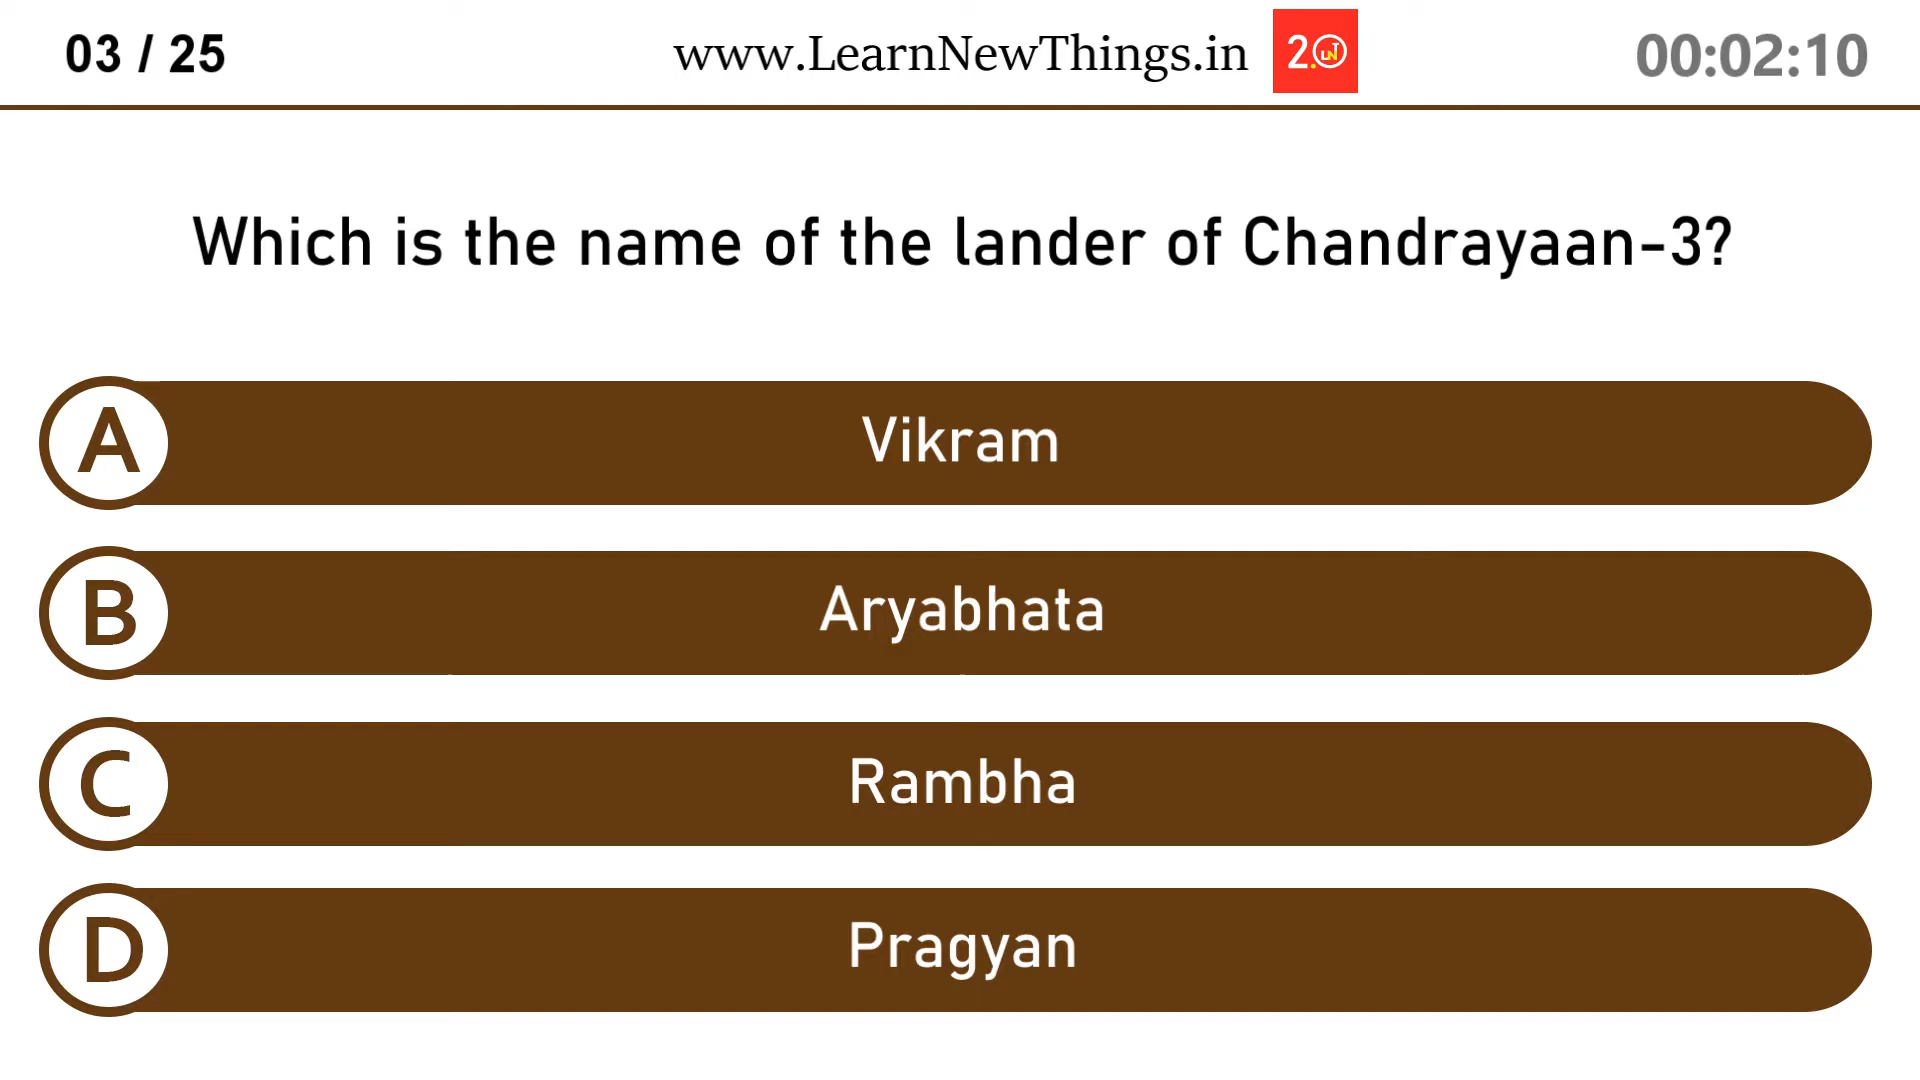 03 / 25
www.LearnNewThings.in
2.LNT
00:02:10
Which is the name of the lander of Chandrayaan-3?
A
Vikram
B
Aryabhata
C
Rambha
D
Pragyan